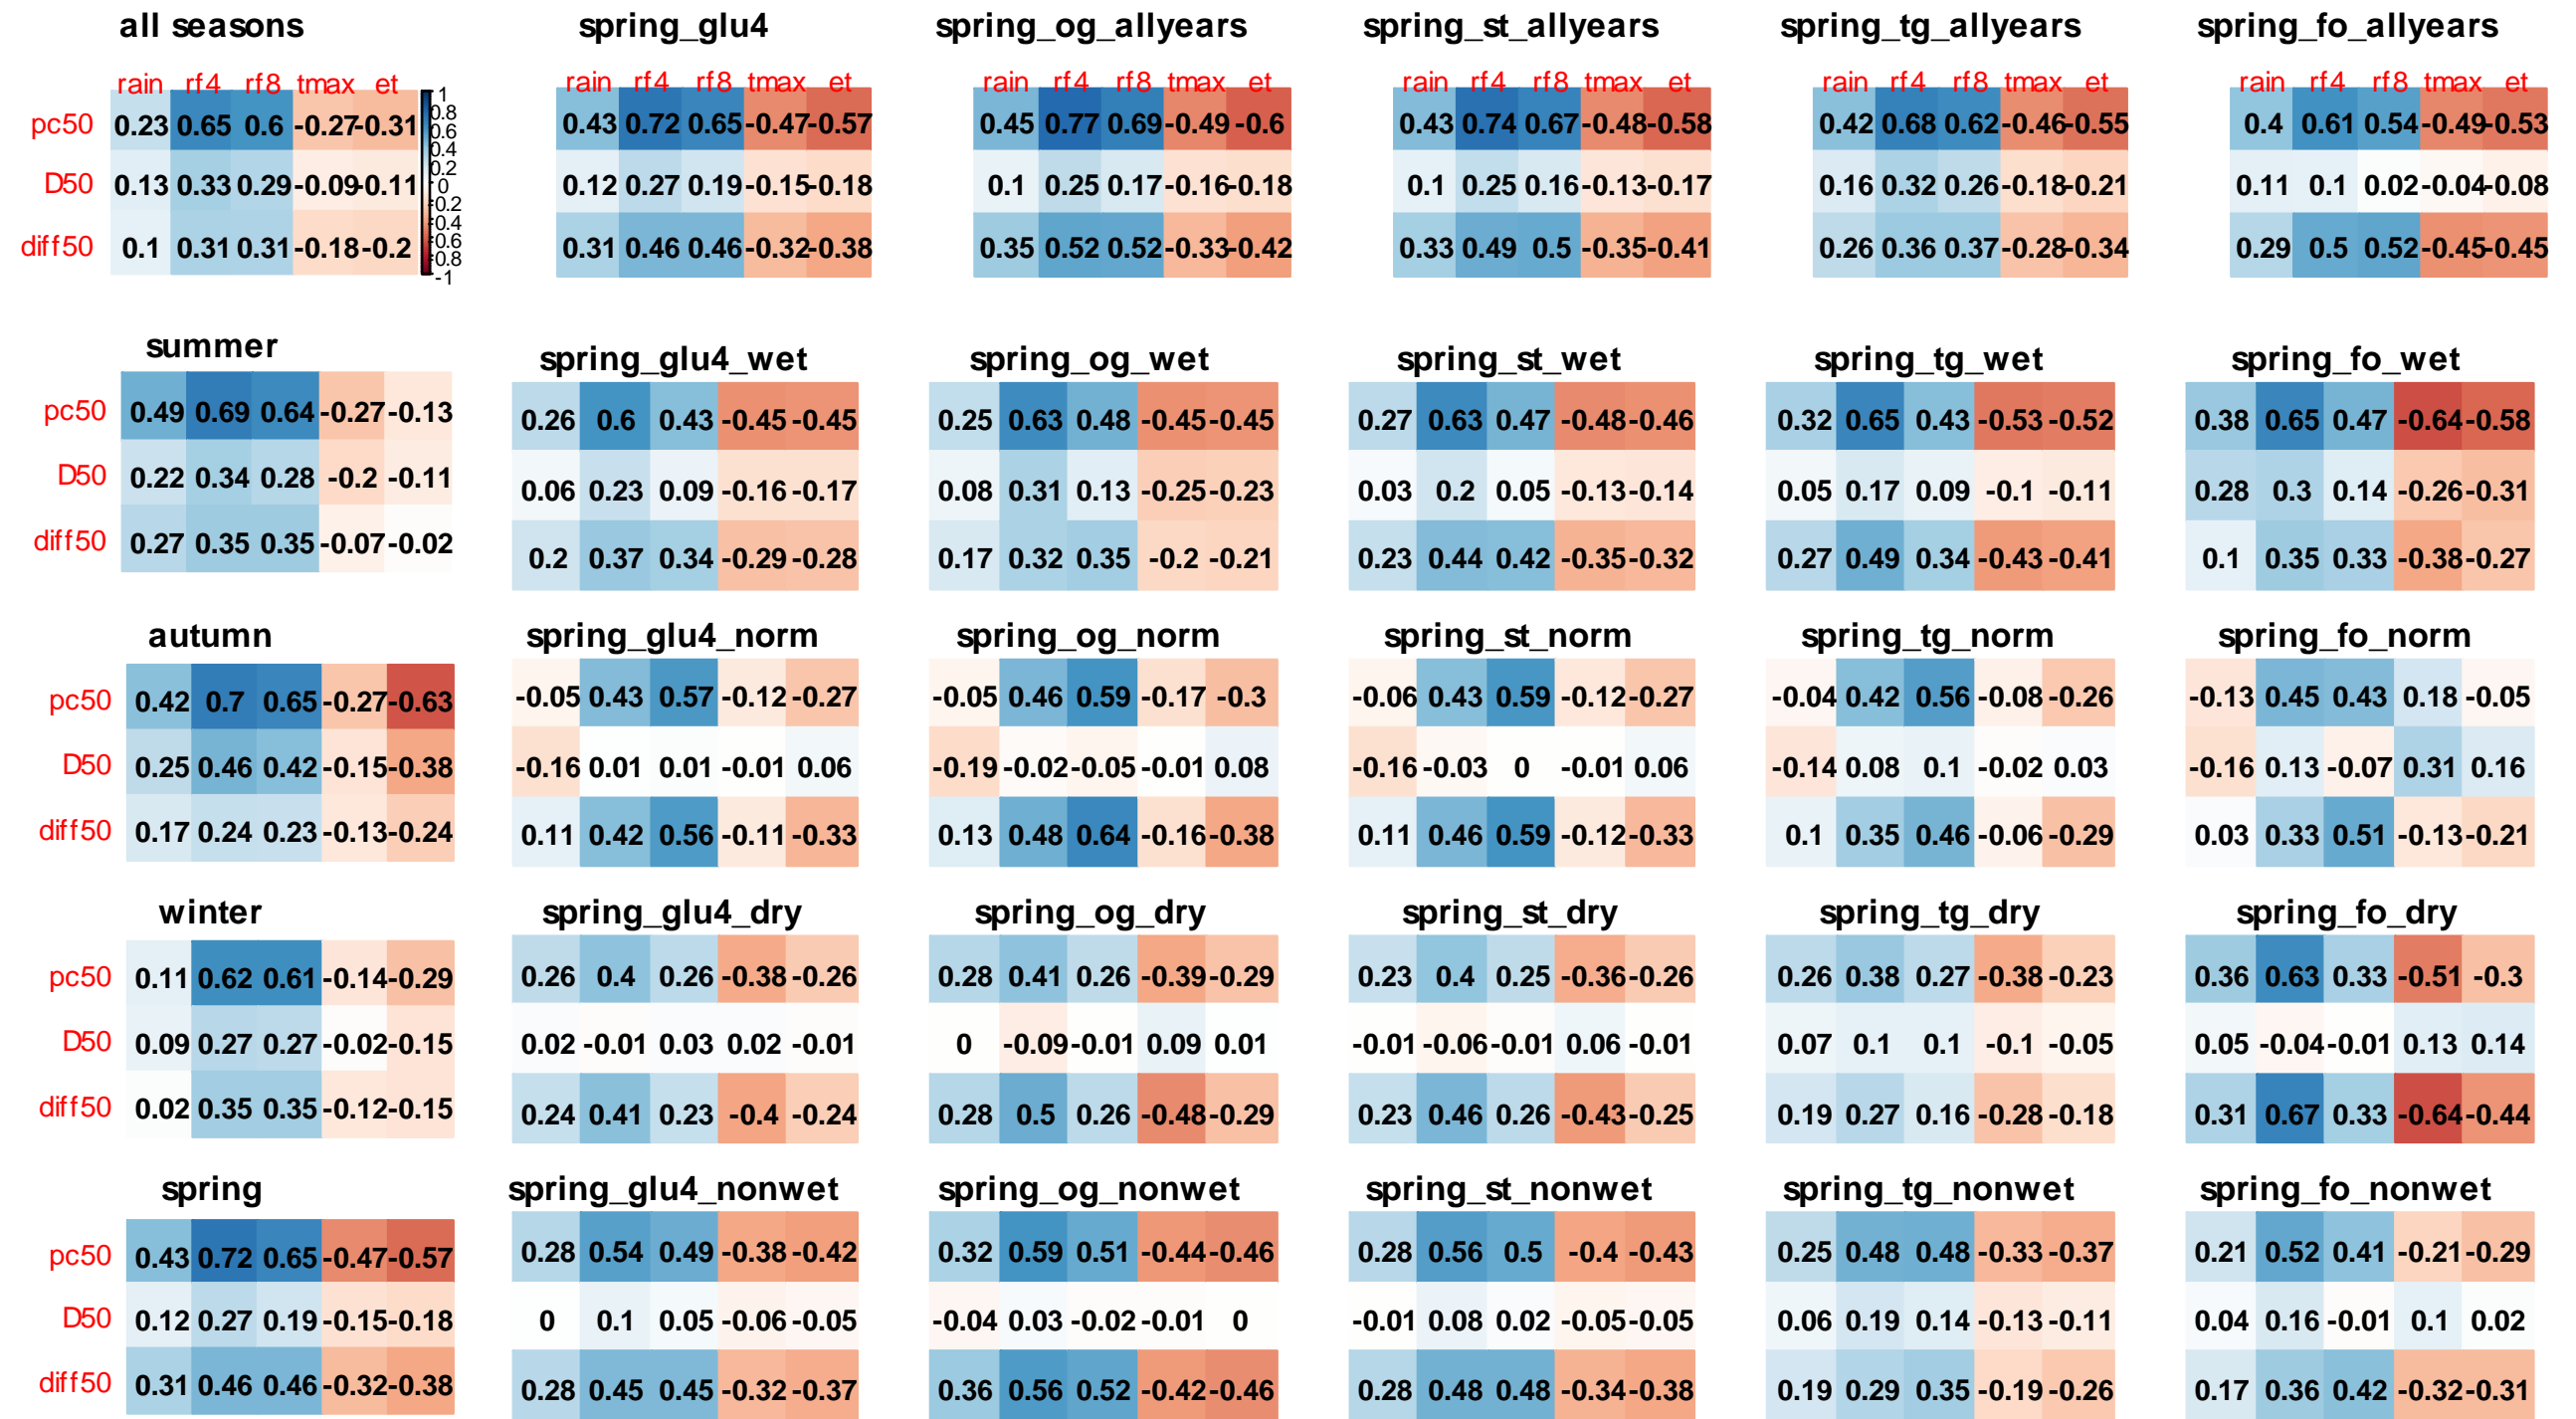 all seasons spring_glu4 spring_og_allyears spring_st_allyears spring_tg_allyears spring_fo_allyears
rain rf4 rf8 tmax et rain rf4 rf8 tmax et rain rf4 rf8 tmax et rain rf4 rf8 tmax et rain rf4 rf8 tmax et rain rf4 rf8 tmax et
pc50 0.23 0.65 0.6 -0.27 -0.31 1 0.8 0.6 0.43 0.72 0.65 -0.47 -0.57 0.45 0.77 0.69 -0.49 -0.6 0.43 0.74 0.67 -0.48 -0.58 0.42 0.68 0.62 -0.46 -0.55 0.4 0.61 0.54 -0.49 -0.53
D50 0.13 0.33 0.29 -0.09 -0.11 0.4 0.2 0 -0.2 0.12 0.27 0.19 -0.15 -0.18 0.1 0.25 0.17 -0.16 -0.18 0.1 0.25 0.16 -0.13 -0.17 0.16 0.32 0.26 -0.18 -0.21 0.11 0.1 0.02 -0.04 -0.08
diff50 0.1 0.31 0.31 -0.18 -0.2 -0.4 -0.6 -0.8 -1 0.31 0.46 0.46 -0.32 -0.38 0.35 0.52 0.52 -0.33 -0.42 0.33 0.49 0.5 -0.35 -0.41 0.26 0.36 0.37 -0.28 -0.34 0.29 0.5 0.52 -0.45 -0.45
summer spring_glu4_wet spring_og_wet spring_st_wet spring_tg_wet spring_fo_wet
pc50 0.49 0.69 0.64 -0.27 -0.13 0.26 0.6 0.43 -0.45 -0.45 0.25 0.63 0.48 -0.45 -0.45 0.27 0.63 0.47 -0.48 -0.46 0.32 0.65 0.43 -0.53 -0.52 0.38 0.65 0.47 -0.64 -0.58
D50 0.22 0.34 0.28 -0.2 -0.11 0.06 0.23 0.09 -0.16 -0.17 0.08 0.31 0.13 -0.25 -0.23 0.03 0.2 0.05 -0.13 -0.14 0.05 0.17 0.09 -0.1 -0.11 0.28 0.3 0.14 -0.26 -0.31
diff50 0.27 0.35 0.35 -0.07 -0.02 0.2 0.37 0.34 -0.29 -0.28 0.17 0.32 0.35 -0.2 -0.21 0.23 0.44 0.42 -0.35 -0.32 0.27 0.49 0.34 -0.43 -0.41 0.1 0.35 0.33 -0.38 -0.27
autumn spring_glu4_norm spring_og_norm spring_st_norm spring_tg_norm spring_fo_norm
pc50 0.42 0.7 0.65 -0.27 -0.63 -0.05 0.43 0.57 -0.12 -0.27 -0.05 0.46 0.59 -0.17 -0.3 -0.06 0.43 0.59 -0.12 -0.27 -0.04 0.42 0.56 -0.08 -0.26 -0.13 0.45 0.43 0.18 -0.05
D50 0.25 0.46 0.42 -0.15 -0.38 -0.16 0.01 0.01 -0.01 0.06 -0.19 -0.02 -0.05 -0.01 0.08 -0.16 -0.03 0 -0.01 0.06 -0.14 0.08 0.1 -0.02 0.03 -0.16 0.13 -0.07 0.31 0.16
diff50 0.17 0.24 0.23 -0.13 -0.24 0.11 0.42 0.56 -0.11 -0.33 0.13 0.48 0.64 -0.16 -0.38 0.11 0.46 0.59 -0.12 -0.33 0.1 0.35 0.46 -0.06 -0.29 0.03 0.33 0.51 -0.13 -0.21
winter spring_glu4_dry spring_og_dry spring_st_dry spring_tg_dry spring_fo_dry
pc50 0.11 0.62 0.61 -0.14 -0.29 0.26 0.4 0.26 -0.38 -0.26 0.28 0.41 0.26 -0.39 -0.29 0.23 0.4 0.25 -0.36 -0.26 0.26 0.38 0.27 -0.38 -0.23 0.36 0.63 0.33 -0.51 -0.3
D50 0.09 0.27 0.27 -0.02 -0.15 0.02 -0.01 0.03 0.02 -0.01 0 -0.09 -0.01 0.09 0.01 -0.01 -0.06 -0.01 0.06 -0.01 0.07 0.1 0.1 -0.1 -0.05 0.05 -0.04 -0.01 0.13 0.14
diff50 0.02 0.35 0.35 -0.12 -0.15 0.24 0.41 0.23 -0.4 -0.24 0.28 0.5 0.26 -0.48 -0.29 0.23 0.46 0.26 -0.43 -0.25 0.19 0.27 0.16 -0.28 -0.18 0.31 0.67 0.33 -0.64 -0.44
spring spring_glu4_nonwet spring_og_nonwet spring_st_nonwet spring_tg_nonwet spring_fo_nonwet
pc50 0.43 0.72 0.65 -0.47 -0.57 0.28 0.54 0.49 -0.38 -0.42 0.32 0.59 0.51 -0.44 -0.46 0.28 0.56 0.5 -0.4 -0.43 0.25 0.48 0.48 -0.33 -0.37 0.21 0.52 0.41 -0.21 -0.29
D50 0.12 0.27 0.19 -0.15 -0.18 0 0.1 0.05 -0.06 -0.05 -0.04 0.03 -0.02 -0.01 0 -0.01 0.08 0.02 -0.05 -0.05 0.06 0.19 0.14 -0.13 -0.11 0.04 0.16 -0.01 0.1 0.02
diff50 0.31 0.46 0.46 -0.32 -0.38 0.28 0.45 0.45 -0.32 -0.37 0.36 0.56 0.52 -0.42 -0.46 0.28 0.48 0.48 -0.34 -0.38 0.19 0.29 0.35 -0.19 -0.26 0.17 0.36 0.42 -0.32 -0.31